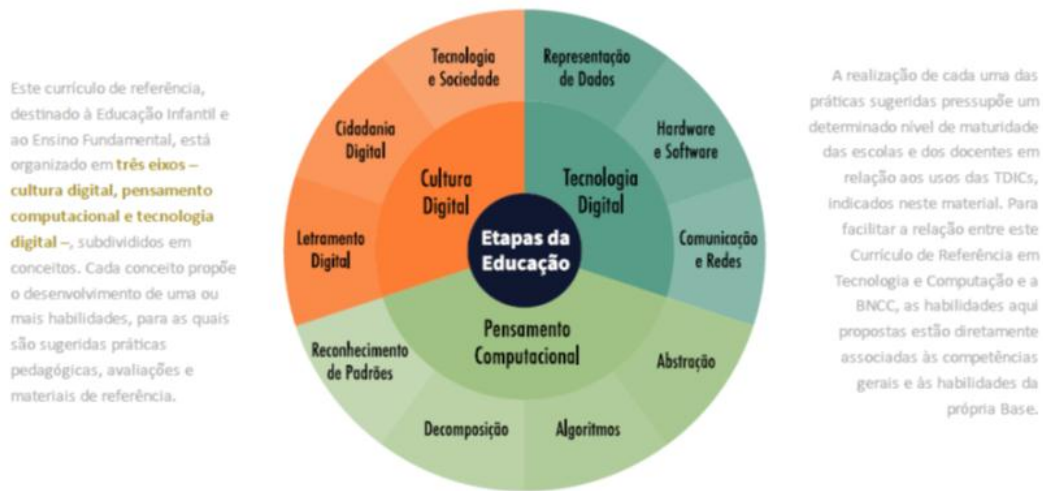 Este currículo de referência,
destinado à Educação Infantil e
ao Ensino Fundamental, está
organizado em três eixos –
cultura digital, pensamento
computacional e tecnologia
digital –, subdivididos em
conceitos. Cada conceito propõe
o desenvolvimento de uma ou
mais habilidades, para as quais
são sugeridas práticas
pedagógicas, avaliações e
materiais de referência.
Tecnologia
e Sociedade
Representação
de Dados
Cidadania
Digital
Hardware
e Software
Cultura
Digital
Tecnologia
Digital
Letramento
Digital
Etapas da
Educação
Comunicação
e Redes
Pensamento
Computacional
Reconhecimento
de Padrões
Abstração
Decomposição
Algoritmos
A realização de cada uma das
práticas sugeridas pressupõe um
determinado nível de maturidade
das escolas e dos docentes em
relação aos usos das TDICs,
indicados neste material. Para
facilitar a relação entre este
Currículo de Referência em
Tecnologia e Computação e a
BNCC, as habilidades aqui
propostas estão diretamente
associadas às competências
gerais e às habilidades da
própria Base.